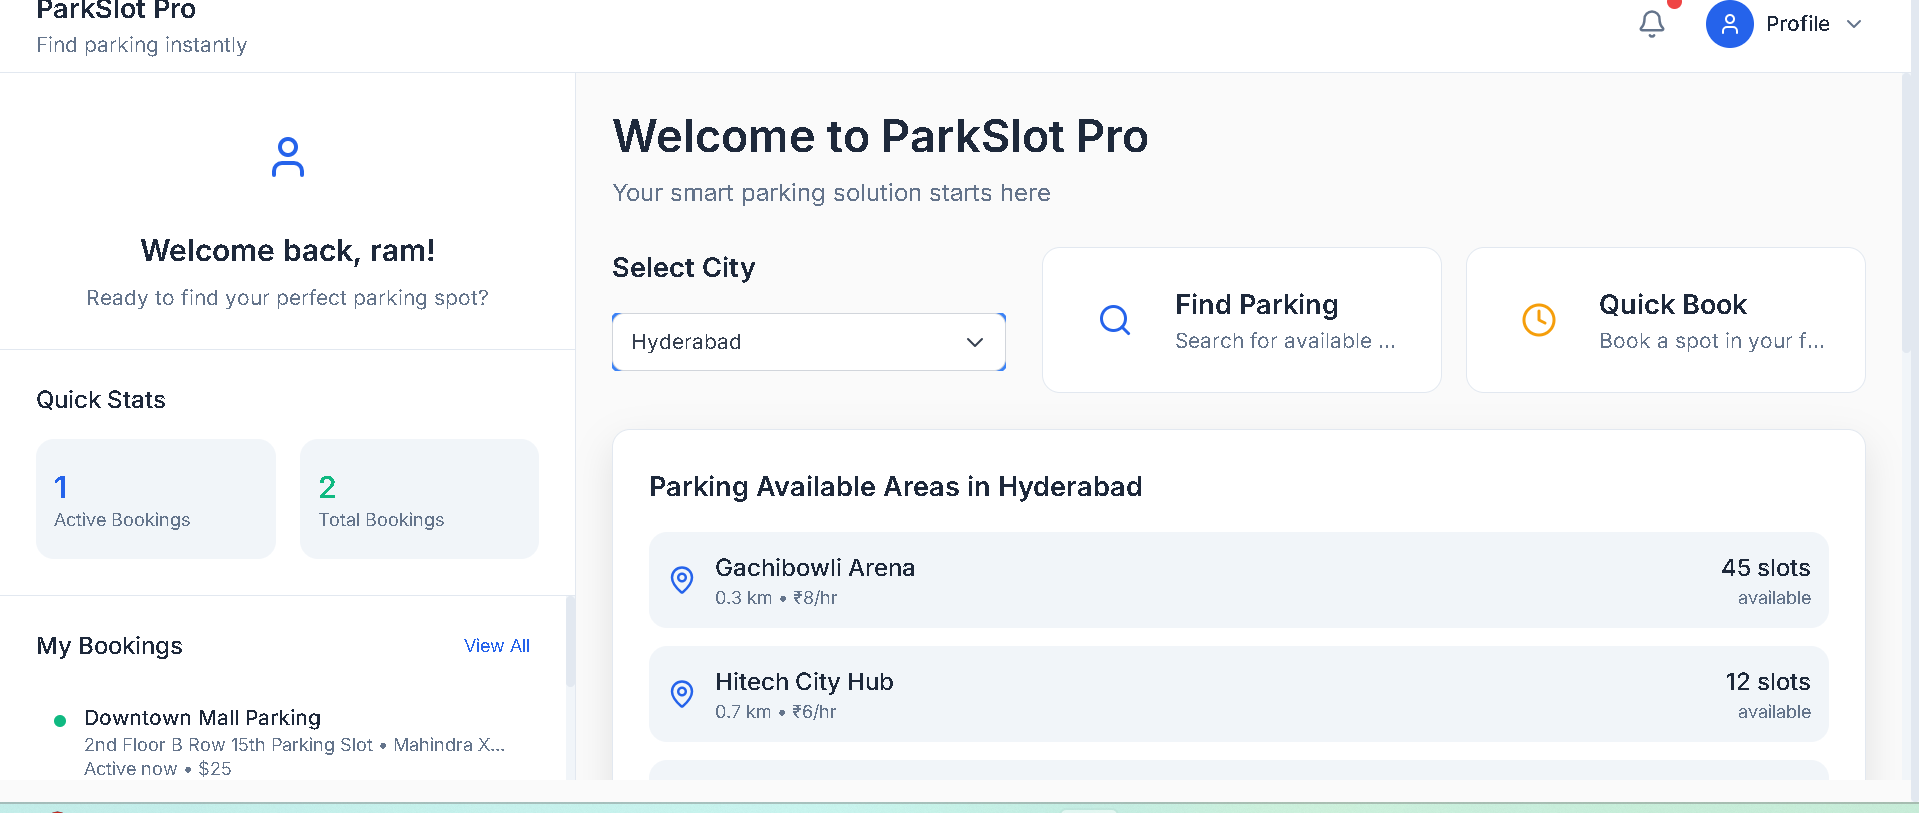 ParkSlot Pro
Find parking instantly
Profile
Welcome back, ram!
Ready to find your perfect parking spot?
Quick Stats
1
Active Bookings
2
Total Bookings
My Bookings
View All
Downtown Mall Parking
2nd Floor B Row 15th Parking Slot • Mahindra X...
Active now • $25
Welcome to ParkSlot Pro
Your smart parking solution starts here
Select City
Hyderabad
Find Parking
Search for available ...
Quick Book
Book a spot in your f...
Parking Available Areas in Hyderabad
Gachibowli Arena
0.3 km • ₹8/hr
45 slots
available
Hitech City Hub
0.7 km • ₹6/hr
12 slots
available